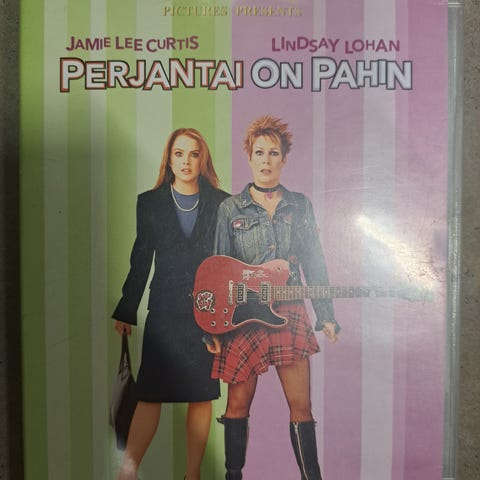 PICTURES PRESENTS
JAMIE LEE CURTIS LINDSAY LOHAN
PERJANTAI ON PAHIN